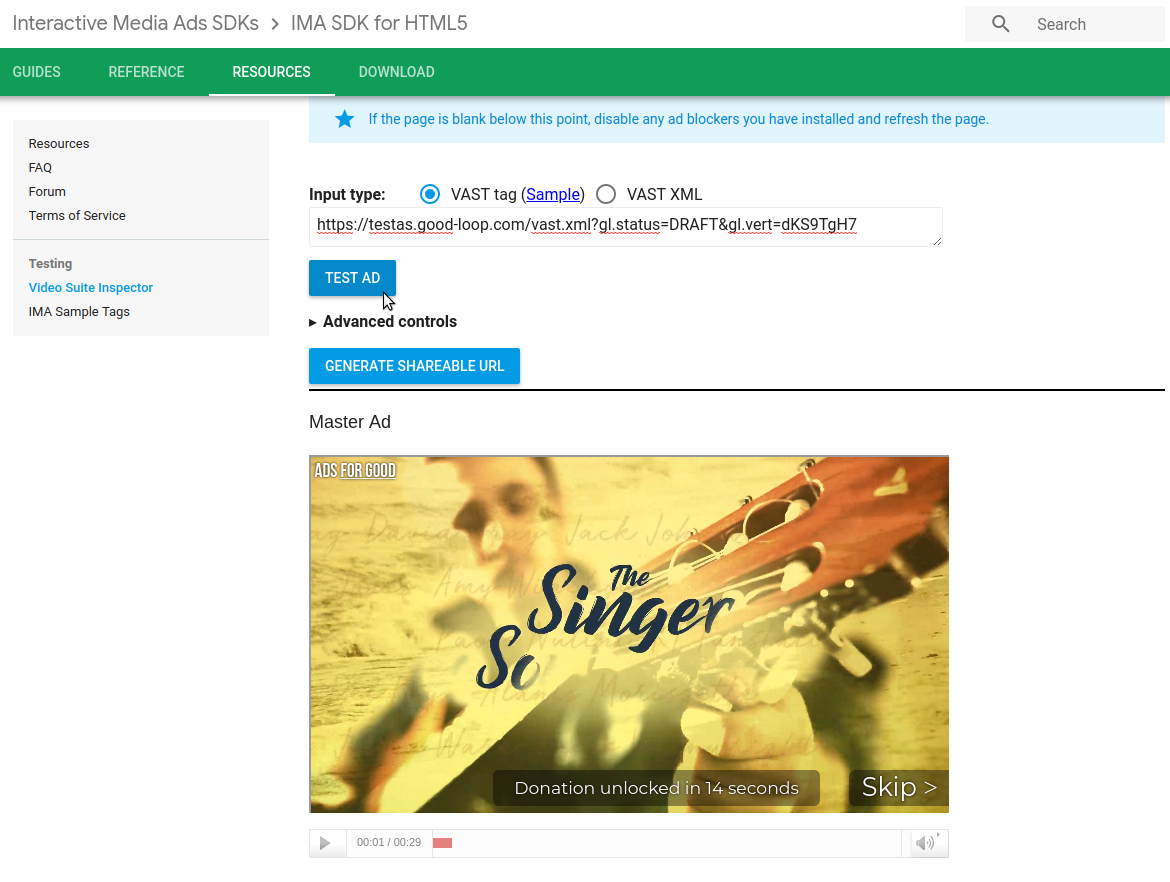 Interactive Media Ads SDKs > IMA SDK for HTML5
Search
GUIDES REFERENCE RESOURCES DOWNLOAD
If the page is blank below this point, disable any ad blockers you have installed and refresh the page.
Resources
FAQ
Forum
Terms of Service
Testing
Video Suite Inspector
IMA Sample Tags
Input type: VAST tag (Sample) VAST XML
https://testas.good-loop.com/vast.xml?gl.status=DRAFT&gl.vert=dKS9TgH7
TEST AD
Advanced controls
GENERATE SHAREABLE URL
Master Ad
ADS FOR GOOD
Jack
Amy
The
Singer
So
Donation unlocked in 14 seconds
Skip >
00:01 / 00:29